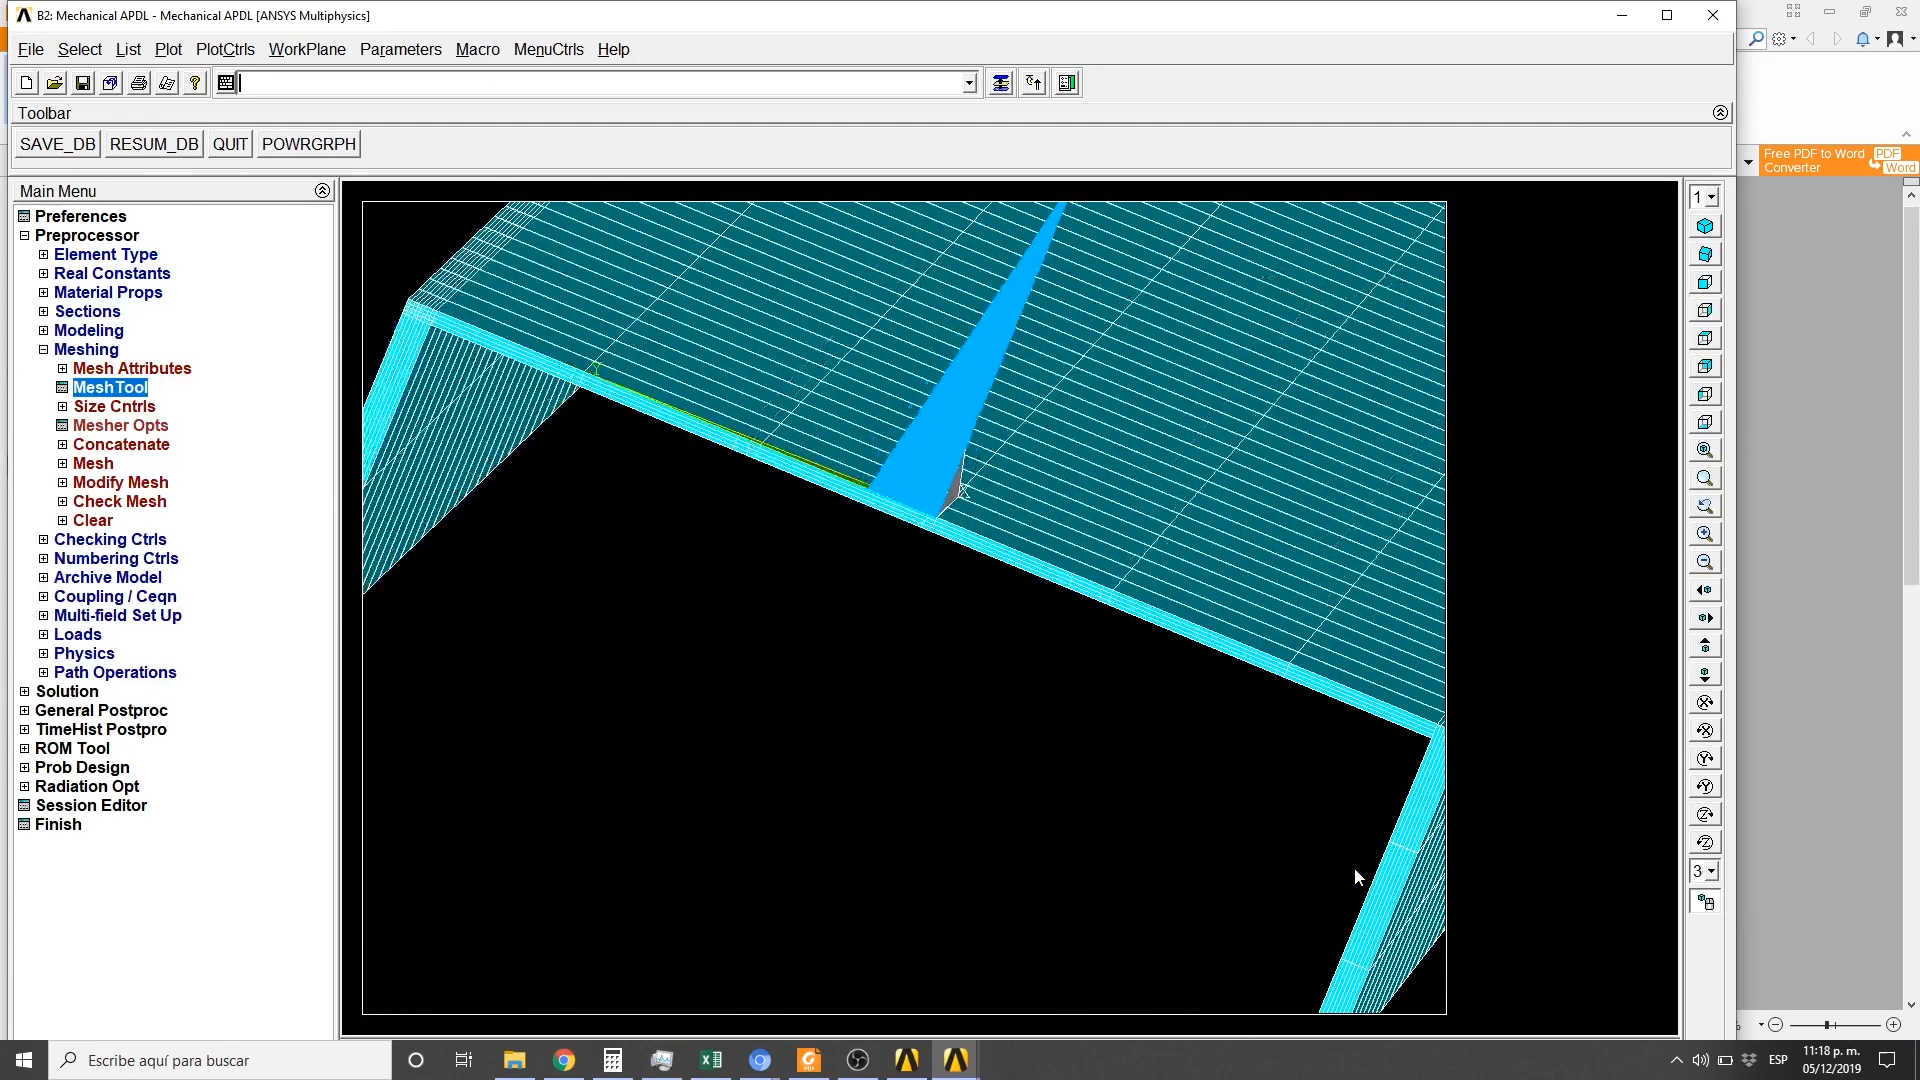 B2: Mechanical APDL - Mechanical APDL [ANSYS Multiphysics]
File Select List Plot PlotCtrls WorkPlane Parameters Macro MenuCtrls Help
Toolbar
SAVE_DB RESUM_DB QUIT POWRGRPH
Free PDF to Word Converter
PDF
Word
Main Menu
Preferences
Preprocessor
Element Type
Real Constants
Material Props
Sections
Modeling
Meshing
Mesh Attributes
MeshTool
Size Cntrls
Mesher Opts
Concatenate
Mesh
Modify Mesh
Check Mesh
Clear
Checking Ctrls
Numbering Ctrls
Archive Model
Coupling / Ceqn
Multi-field Set Up
Loads
Physics
Path Operations
Solution
General Postproc
TimeHist Postpro
ROM Tool
Prob Design
Radiation Opt
Session Editor
Finish
1
3
Escribe aquí para buscar
ESP
11:18 p. m.
05/12/2019